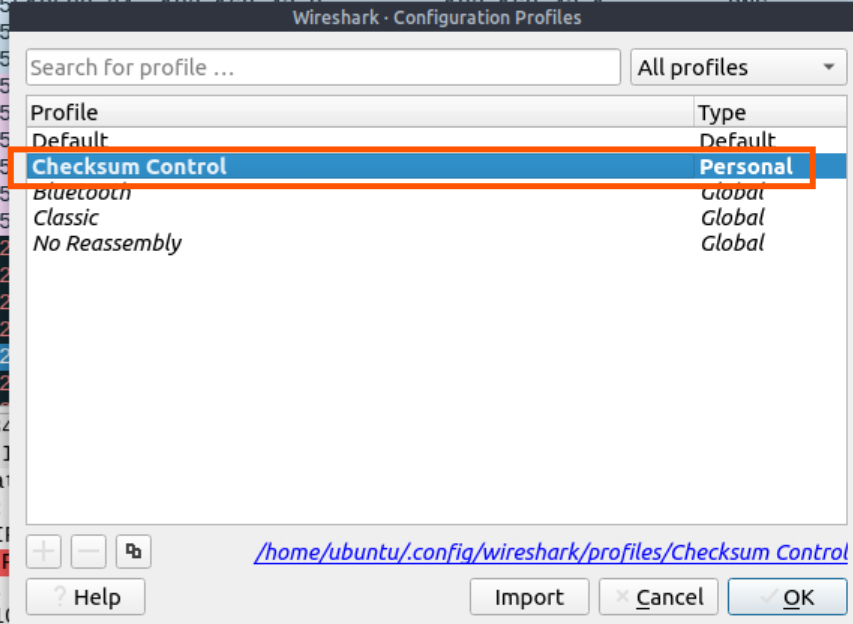 Wireshark · Configuration Profiles
Search for profile ...
All profiles
Profile Type
Default Default
Checksum Control Personal
Bluetooth Global
Classic Global
No Reassembly Global
/home/ubuntu/.config/wireshark/profiles/Checksum Control
? Help Import × Cancel OK